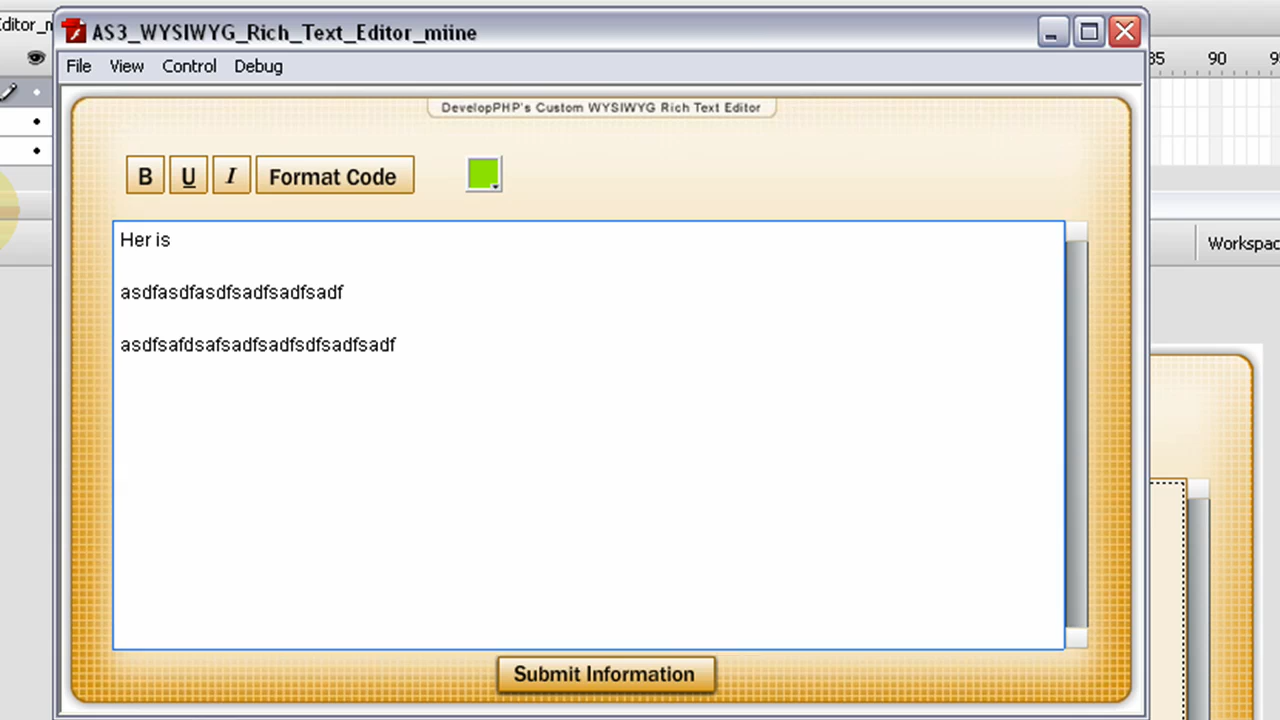 Editor_m
AS3_WYSIWYG_Rich_Text_Editor_miine
File View Control Debug
85 90
DevelopPHP's Custom WYSIWYG Rich Text Editor
B U I Format Code
Workspac
Her is
asdfasdfasdfsadfsadfsadf
asdfsafdsafsadfsadfsdfsadfsadf
Submit Information